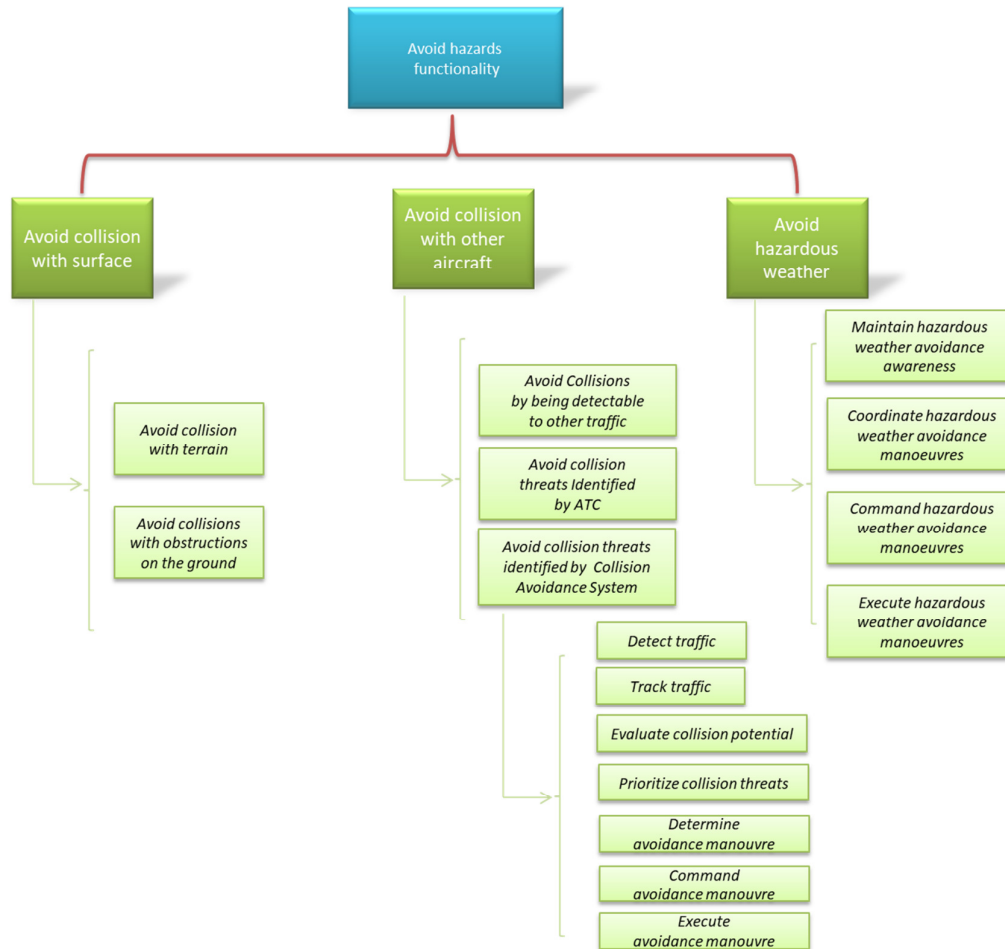 Avoid hazards
functionality
Avoid collision
with surface
Avoid collision
with other
aircraft
Avoid
hazardous
weather
Avoid collision
with terrain
Avoid collisions
with obstructions
on the ground
Avoid Collisions
by being detectable
to other traffic
Avoid collision
threats Identified
by ATC
Avoid collision threats
identified by Collision
Avoidance System
Detect traffic
Track traffic
Evaluate collision potential
Prioritize collision threats
Determine
avoidance manouvre
Command
avoidance manouvre
Execute
avoidance manouvre
Maintain hazardous
weather avoidance
awareness
Coordinate hazardous
weather avoidance
manoeuvres
Command hazardous
weather avoidance
manoeuvres
Execute hazardous
weather avoidance
manoeuvres